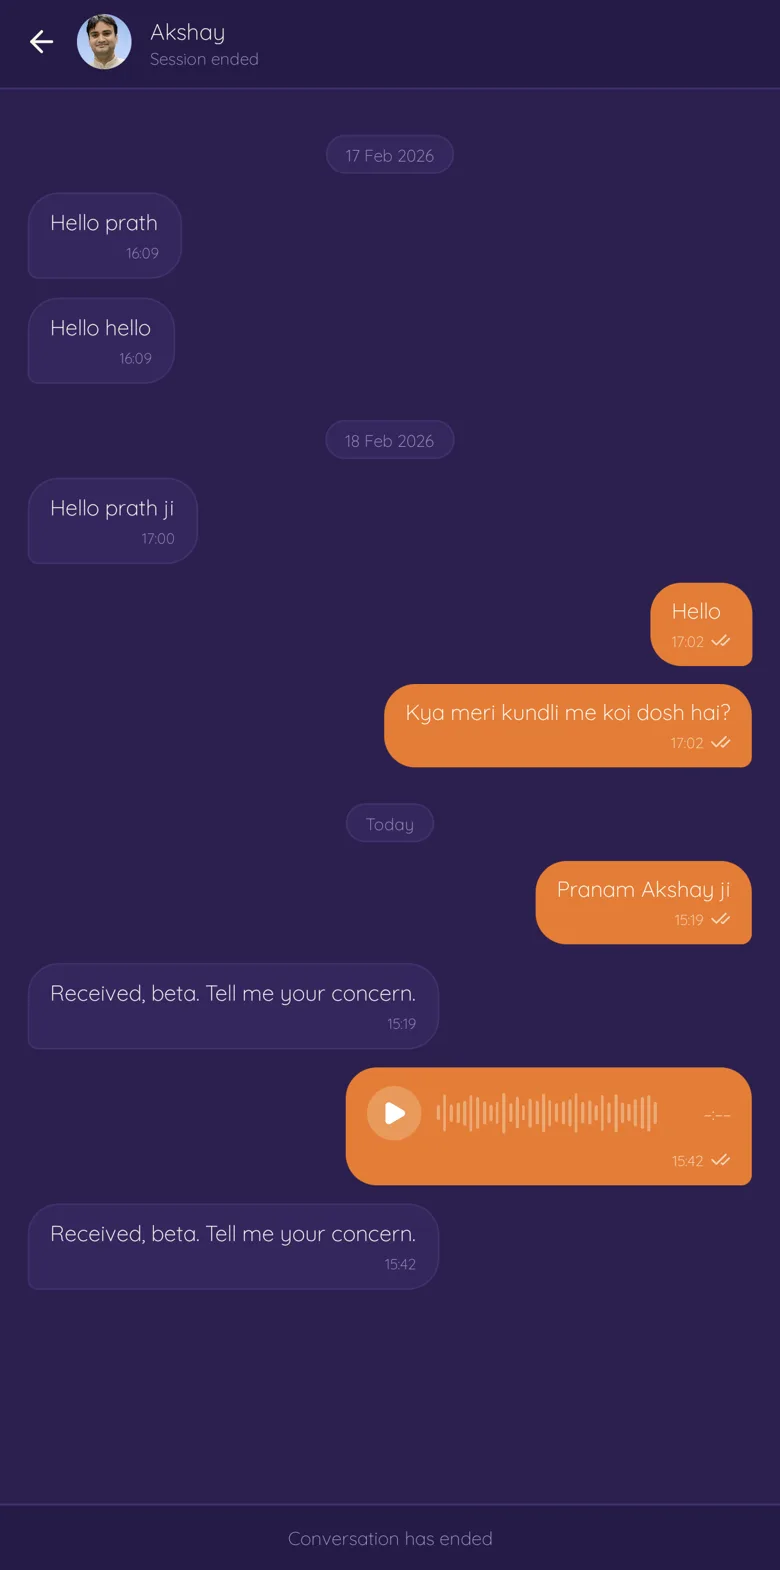 Akshay
Session ended
17 Feb 2026
Hello prath
16:09
Hello hello
16:09
18 Feb 2026
Hello prath ji
17:00
Hello
17:02
Kya meri kundli me koi dosh hai?
17:02
Today
Pranam Akshay ji
15:19
Received, beta. Tell me your concern.
15:19
--:--
15:42
Received, beta. Tell me your concern.
15:42
Conversation has ended